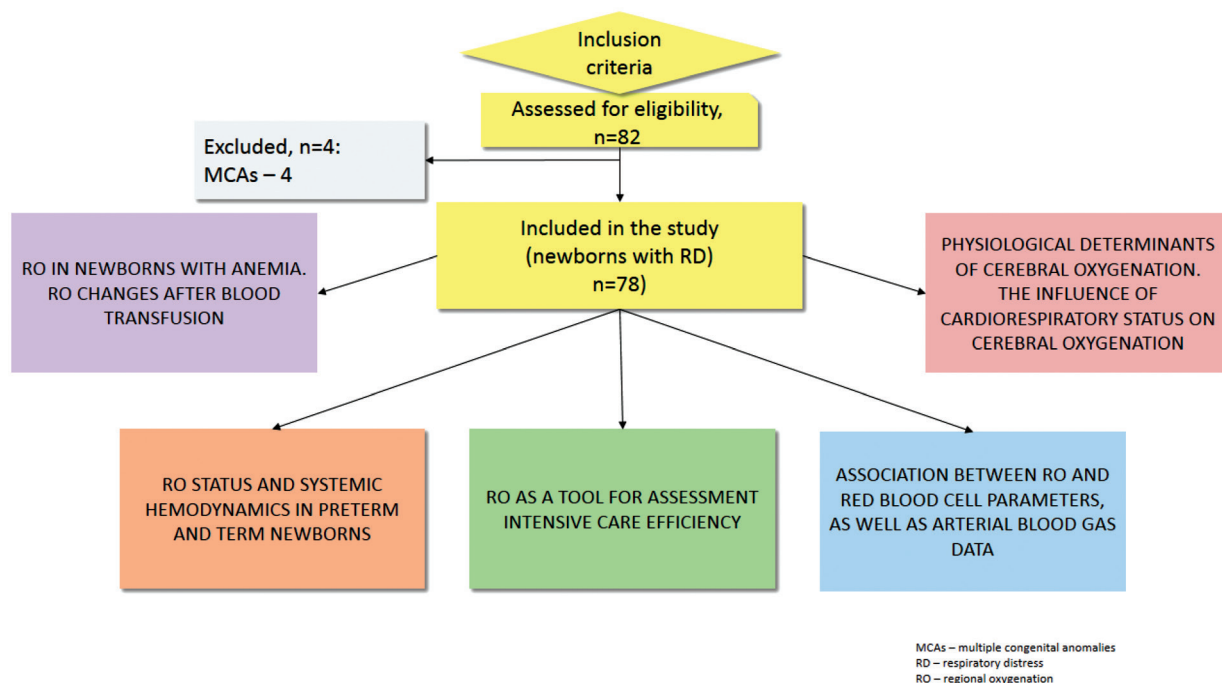 Inclusion
criteria
Assessed for eligibility,
n=82
Excluded, n=4:
MCAs – 4
Included in the study
(newborns with RD)
n=78)
RO IN NEWBORNS WITH ANEMIA.
RO CHANGES AFTER BLOOD
TRANSFUSION
PHYSIOLOGICAL DETERMINANTS
OF CEREBRAL OXYGENATION.
THE INFLUENCE OF
CARDIORESPIRATORY STATUS ON
CEREBRAL OXYGENATION
RO STATUS AND SYSTEMIC
HEMODYNAMICS IN PRETERM
AND TERM NEWBORNS
RO AS A TOOL FOR ASSESSMENT
INTENSIVE CARE EFFICIENCY
ASSOCIATION BETWEEN RO AND
RED BLOOD CELL PARAMETERS,
AS WELL AS ARTERIAL BLOOD GAS
DATA
MCAs – multiple congenital anomalies
RD – respiratory distress
RO – regional oxygenation